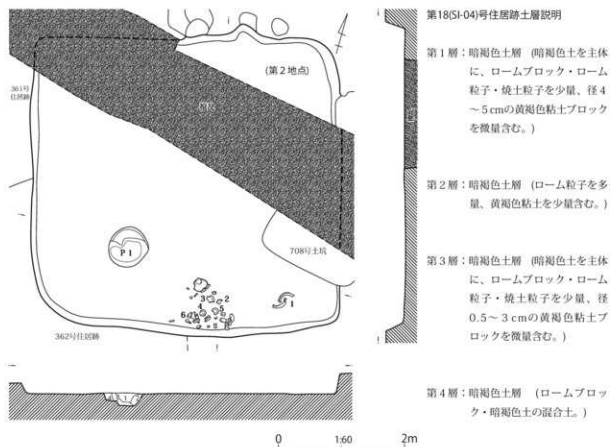 第18(SI-04)号住居跡土層説明
第1層：暗褐色土層 (暗褐色土を主体
に、ロームブロック・ローム
粒子・焼土粒子を少量、径4
～5cmの黄褐色粘土ブロック
を微量含む。)
第2層：暗褐色土層 (ローム粒子を多
量、黄褐色粘土を少量含む。)
第3層：暗褐色土層 (暗褐色土を主体
に、ロームブロック・ローム
粒子・焼土粒子を少量、径
0.5～3cmの黄褐色粘土ブ
ロックを微量含む。)
第4層：暗褐色土層 (ロームブロッ
ク・暗褐色土の混合土。)
(第2地点)
361号
住居跡
708号土坑
P1
3
2
4
5
6
1
362号住居跡
0
1:60
2m